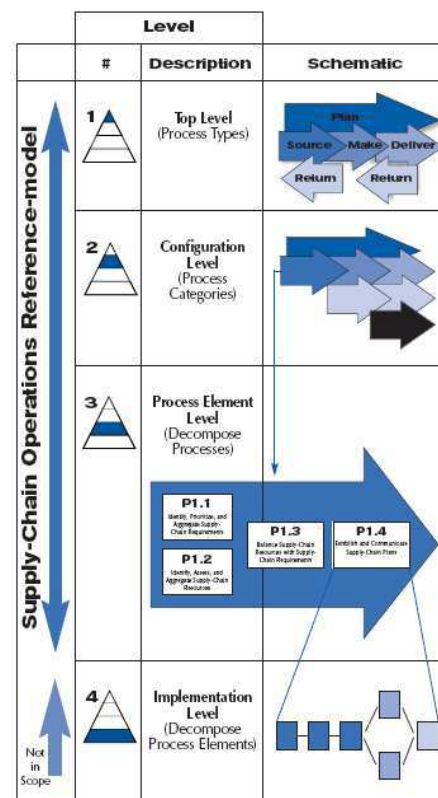 Level
#
Description
Schematic
Supply-Chain Operations Reference-model
1
Top Level
(Process Types)
Plan
Source
Make
Deliver
Return
Return
2
Configuration
Level
(Process
Categories)
3
Process Element
Level
(Decompose
Processes)
P1.1
Identify, Prioritize, and
Aggregate Supply-
Chain Requirements
P1.2
Identify, Assess, and
Aggregate Supply-Chain
Resources
P1.3
Balance Supply-Chain
Resources with Supply-
Chain Requirements
P1.4
Establish and Communicate
Supply-Chain Plans
4
Implementation
Level
(Decompose
Process Elements)
Not
in
Scope